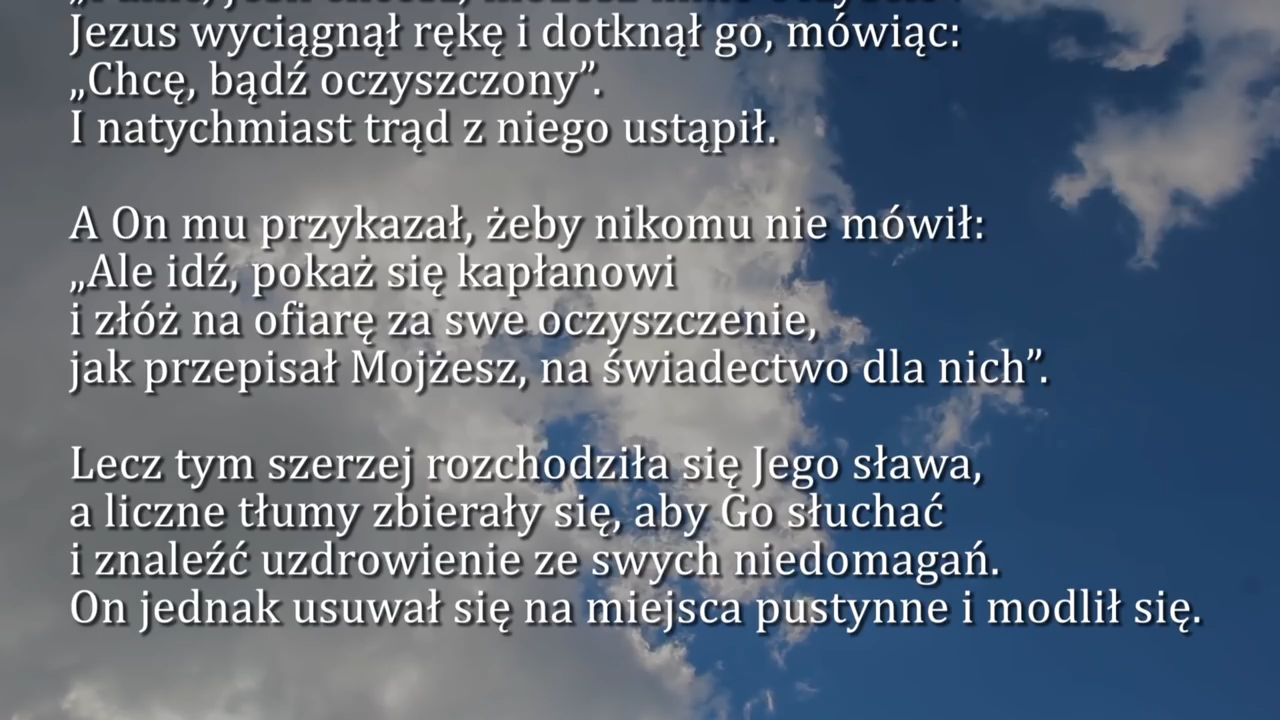 Jezus wyciągnął rękę i dotknął go, mówiąc:
„Chcę, bądź oczyszczony”.
I natychmiast trąd z niego ustąpił.
A On mu przykazał, żeby nikomu nie mówił:
„Ale idź, pokaż się kapłanowi
i złóż na ofiarę za swe oczyszczenie,
jak przepisał Mojżesz, na świadectwo dla nich”.
Lecz tym szerzej rozchodziła się Jego sława,
a liczne tłumy zbierały się, aby Go słuchać
i znaleźć uzdrowienie ze swych niedomagań.
On jednak usuwał się na miejsca pustynne i modlił się.